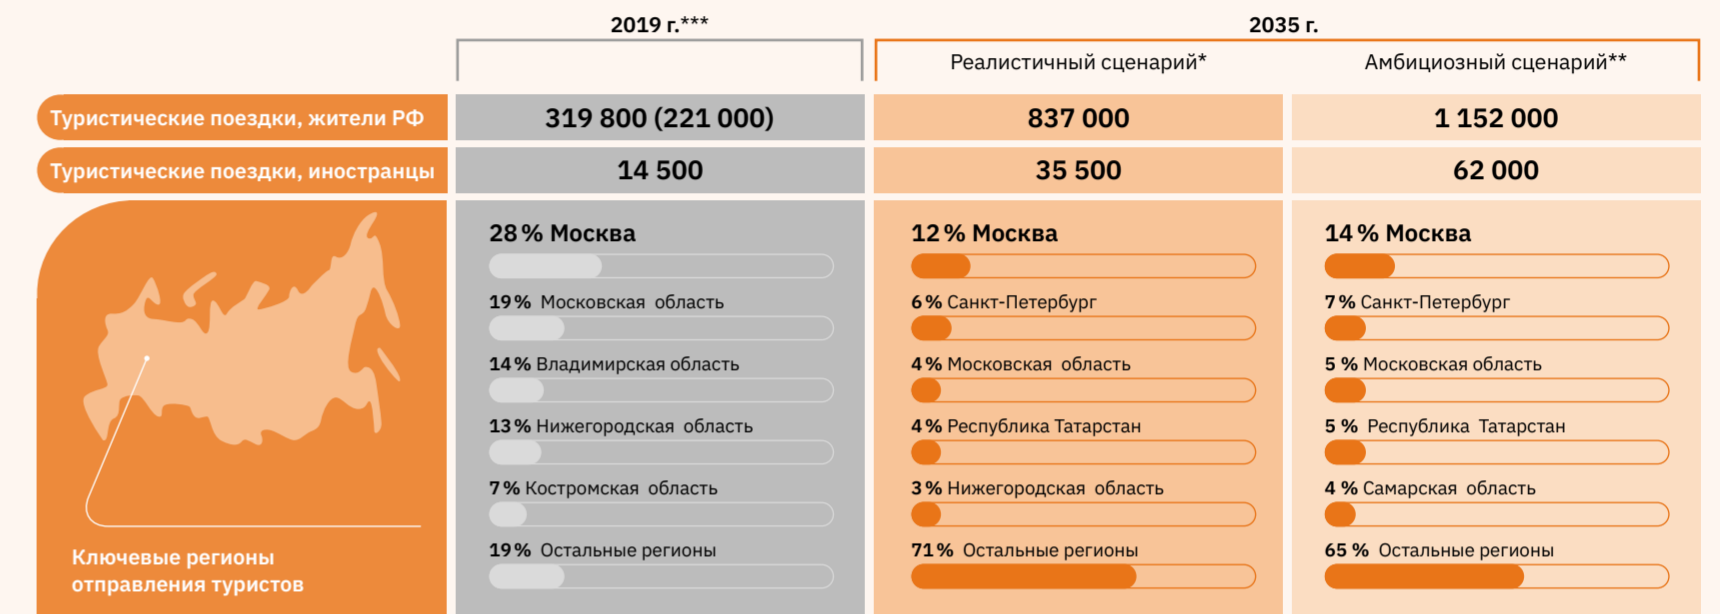 2019 г.***
2035 г.
Реалистичный сценарий*
Амбициозный сценарий**
Туристические поездки, жители РФ
319 800 (221 000)
837 000
1 152 000
Туристические поездки, иностранцы
14 500
35 500
62 000
Ключевые регионы
отправления туристов
28 % Москва
19 % Московская область
14 % Владимирская область
13 % Нижегородская область
7 % Костромская область
19 % Остальные регионы
12 % Москва
6 % Санкт-Петербург
4 % Московская область
4 % Республика Татарстан
3 % Нижегородская область
71 % Остальные регионы
14 % Москва
7 % Санкт-Петербург
5 % Московская область
5 % Республика Татарстан
4 % Самарская область
65 % Остальные регионы